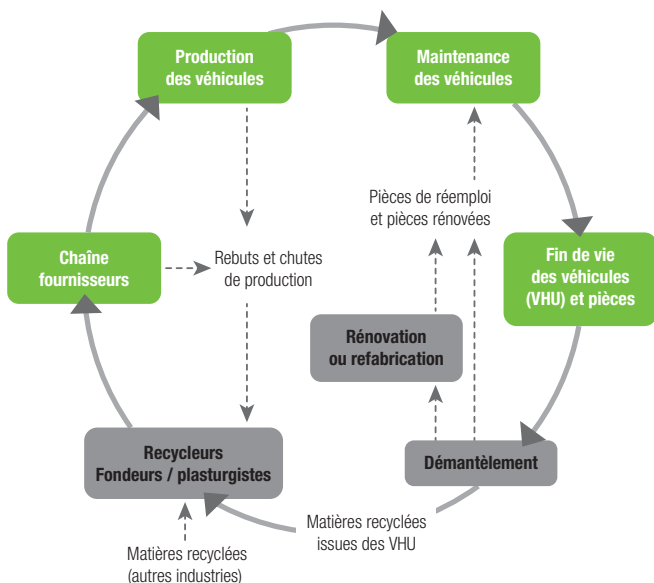 Production
des véhicules
Maintenance
des véhicules
Pièces de réemploi
et pièces rénovées
Chaîne
fournisseurs
Rebuts et chutes
de production
Fin de vie
des véhicules
(VHU) et pièces
Rénovation
ou refabrication
Recycleurs
Fondeurs / plasturgistes
Démantèlement
Matières recyclées
issues des VHU
Matières recyclées
(autres industries)